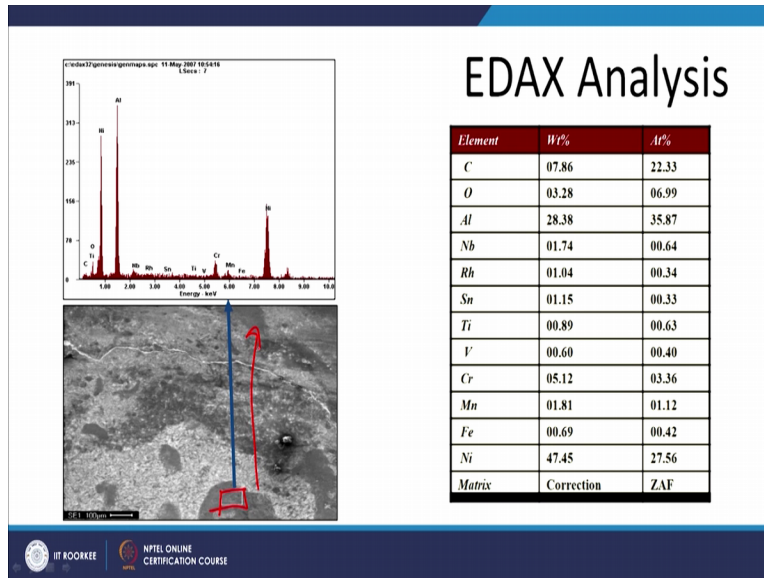 EDAX Analysis
c:\edax32\genesis\genmaps.spc 11-May-2007 10:54:16
LSecs : 7
391
313
235
156
78
0
Ni
Al
O
Ti
C
Nb
Rh
Sn
Ti
V
Cr
Mn
Fe
Ni
1.00 2.00 3.00 4.00 5.00 6.00 7.00 8.00 9.00 10.0
Energy - keV
SE1 100μm
Element Wt% At%
C 07.86 22.33
O 03.28 06.99
Al 28.38 35.87
Nb 01.74 00.64
Rh 01.04 00.34
Sn 01.15 00.33
Ti 00.89 00.63
V 00.60 00.40
Cr 05.12 03.36
Mn 01.81 01.12
Fe 00.69 00.42
Ni 47.45 27.56
Matrix Correction ZAF
IIT ROORKEE
NPTEL
NPTEL ONLINE
CERTIFICATION COURSE